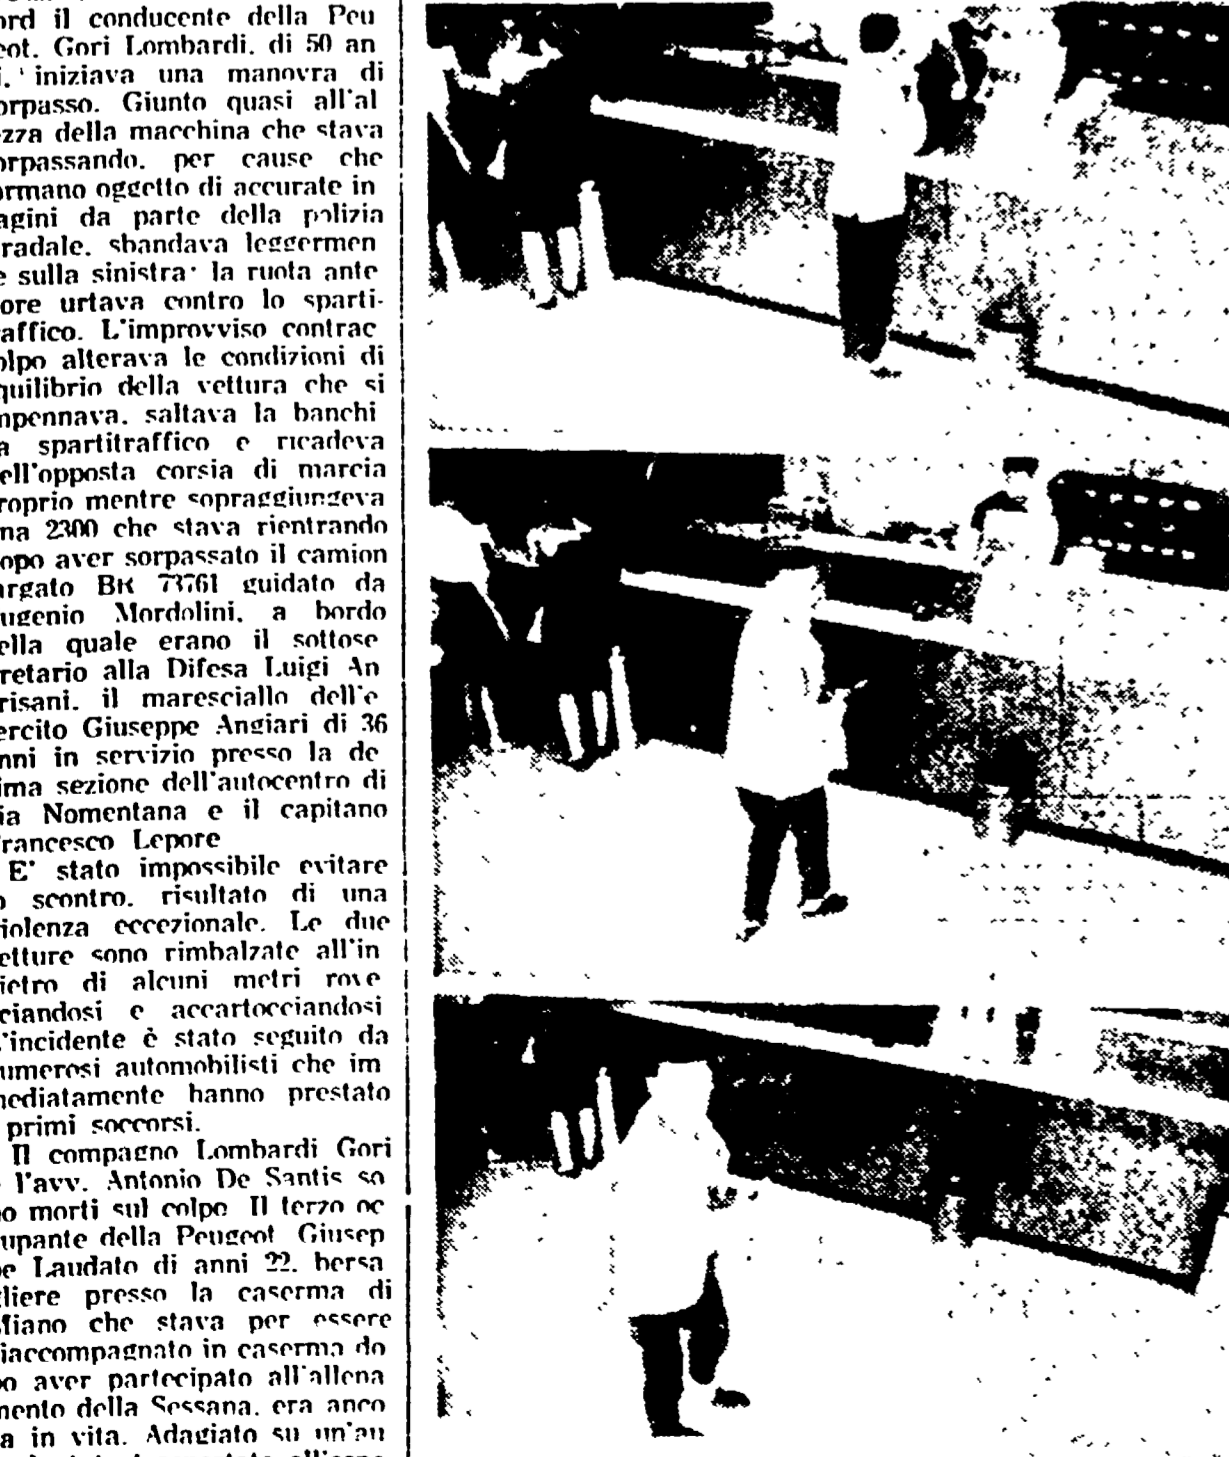 ord il conducente della Peu
eot. Gori Lombardi. di 50 an
i. iniziava una manovra di
orpasso. Giunto quasi all'al
zza della macchina che stava
orpassando. per cause che
ormano oggetto di accurate in
agini da parte della polizia
radale. sbandava leggermen
e sulla sinistra: la ruota ante
ore urtava contro lo sparti-
affico. L'improvviso contrac
olpo alterava le condizioni di
quilibrio della vettura che si
mpennava. saltava la banchi
a spartitraffico e ricadeva
ell'opposta corsia di marcia
roprio mentre sopraggiungeva
na 2300 che stava rientrando
opo aver sorpassato il camion
argato BR 73761 guidato da
ugenio Mordolini. a bordo
ella quale erano il sottose
retario alla Difesa Luigi An
risani. il maresciallo dell'e
ercito Giuseppe Angiari di 36
nni in servizio presso la de
ima sezione dell'autocentro di
ia Nomentana e il capitano
rancesco Lepore
E' stato impossibile evitare
o scontro. risultato di una
iolenza eccezionale. Le due
etture sono rimbalzate all'in
ietro di alcuni metri rove
ciandosi e accartocciandosi
'incidente è stato seguito da
umerosi automobilisti che im
mediatamente hanno prestato
primi soccorsi.
Il compagno Lombardi Gori
l'avv. Antonio De Santis so
no morti sul colpo Il terzo oc
upante della Peugeot Giusep
pe Laudato di anni 22. bersa
gliere presso la caserma di
Miano che stava per essere
iaccompagnato in caserma do
po aver partecipato all'allena
mento della Sessana. era anco
a in vita. Adagiato su un'au